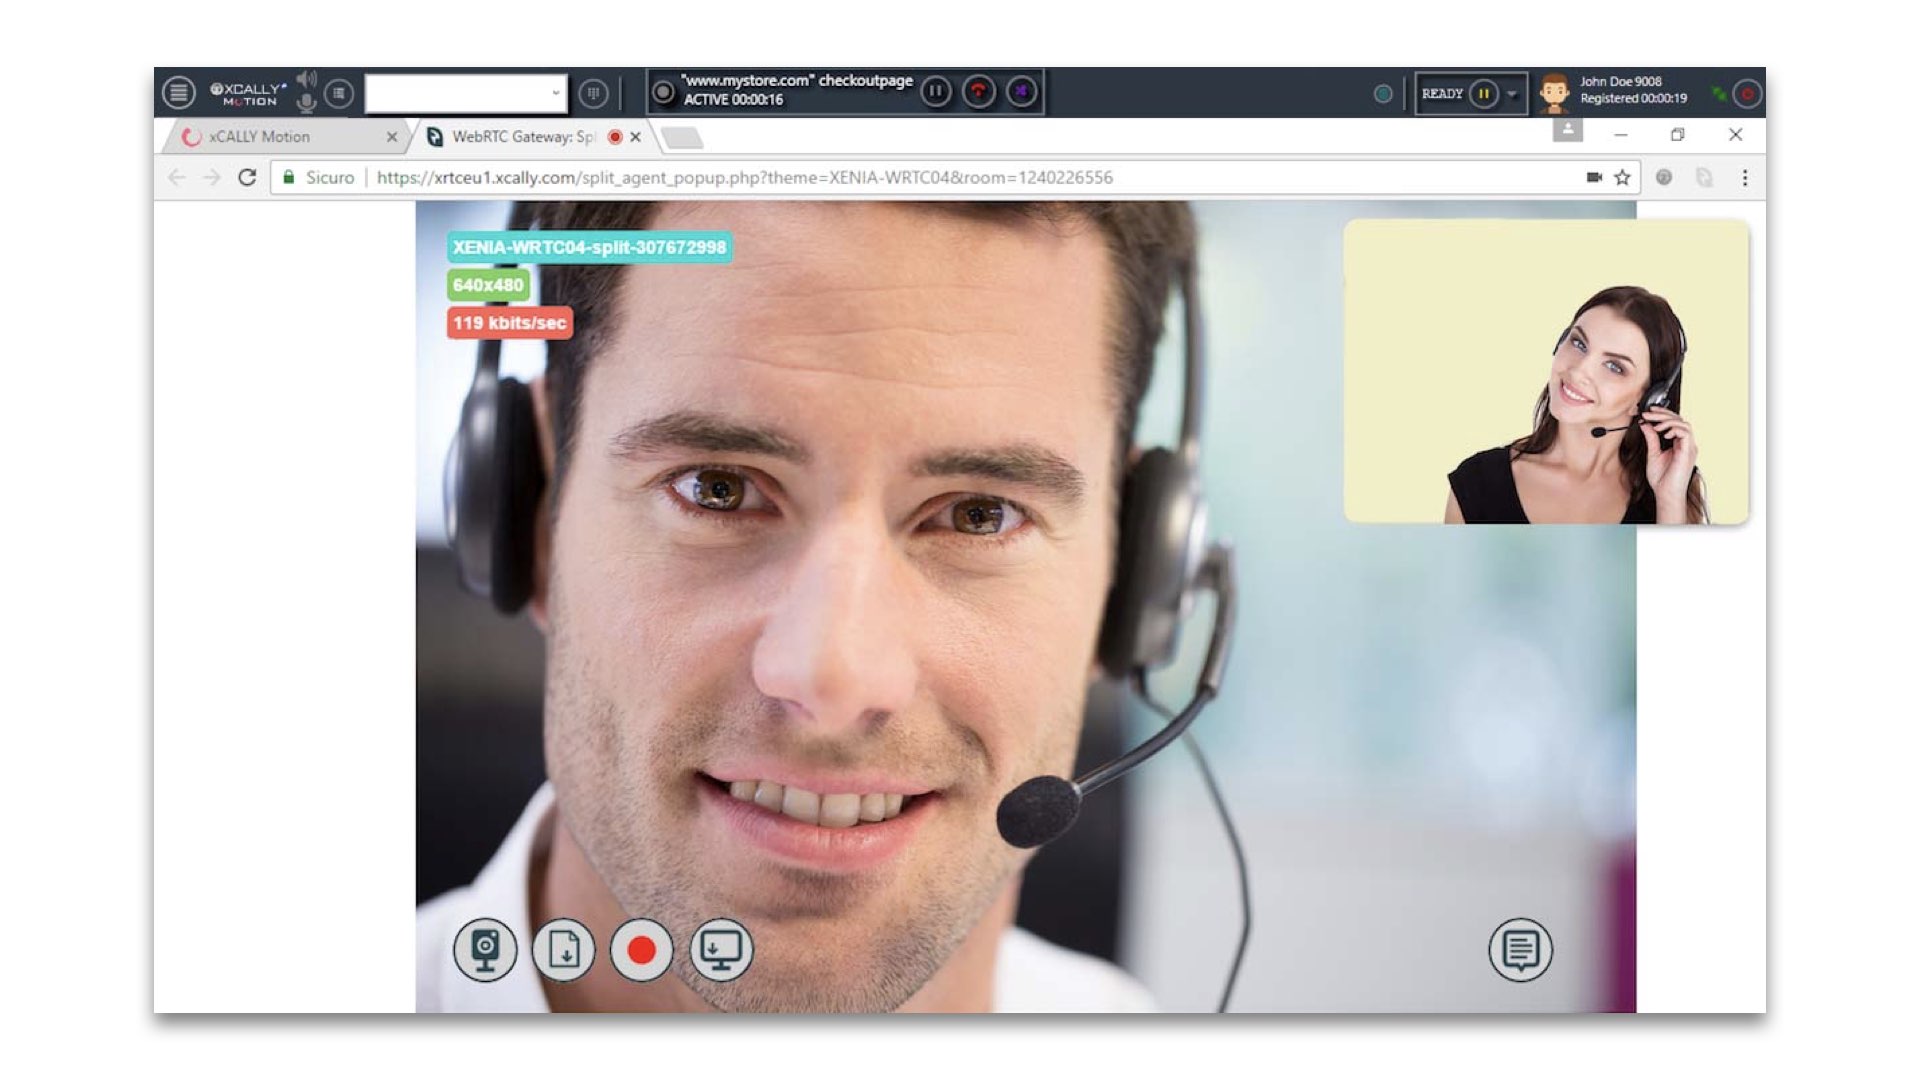 XCALLY
MOTION
"www.mystore.com" checkoutpage
ACTIVE 00:00:16
READY
John Doe 9008
Registered 00:00:19
xCALLY Motion
WebRTC Gateway: Spl
Sicuro
https://xrtceu1.xcally.com/split_agent_popup.php?theme=XENIA-WRTC04&room=1240226556
XENIA-WRTC04-split-307672998
640x480
119 kbits/sec